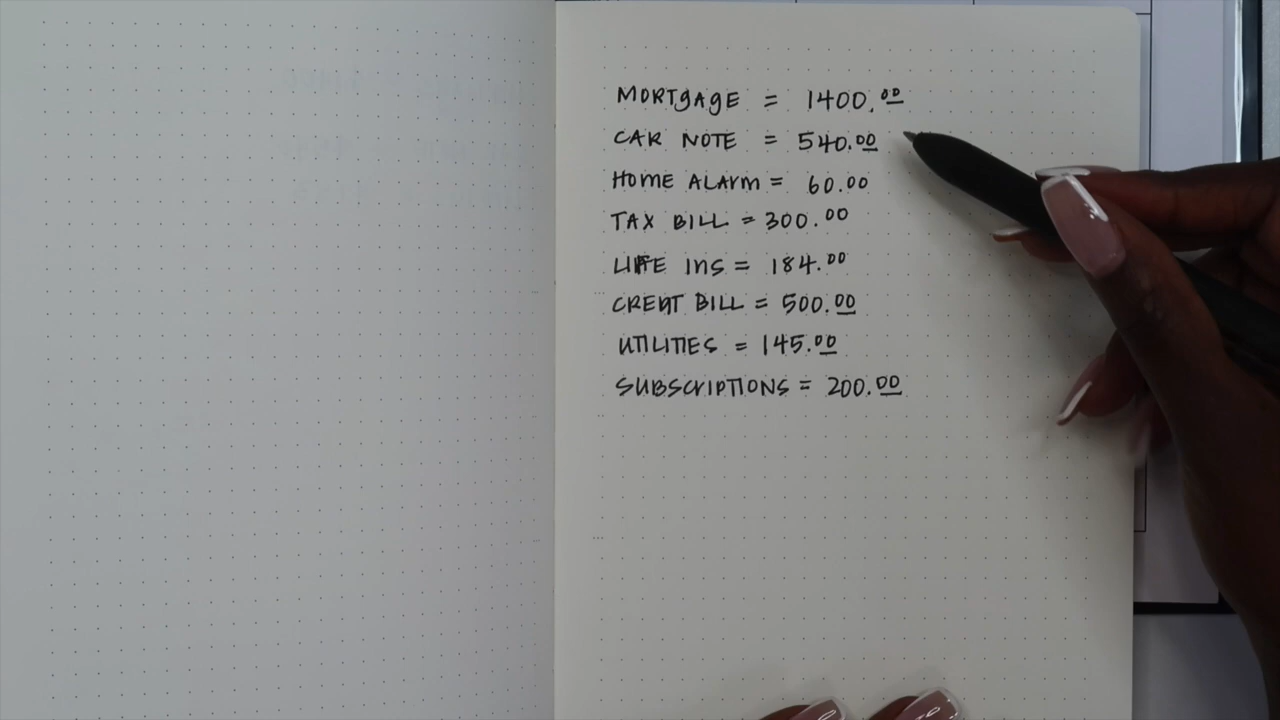 MORTgAgE = 1400.00
CAR NOTE = 540.00
HOME ALArm = 60.00
TAX BILL = 300.00
LIFE Ins = 184.00
CREDIT BILL = 500.00
UTILITIES = 145.00
SUBSCrIPTIONS = 200.00